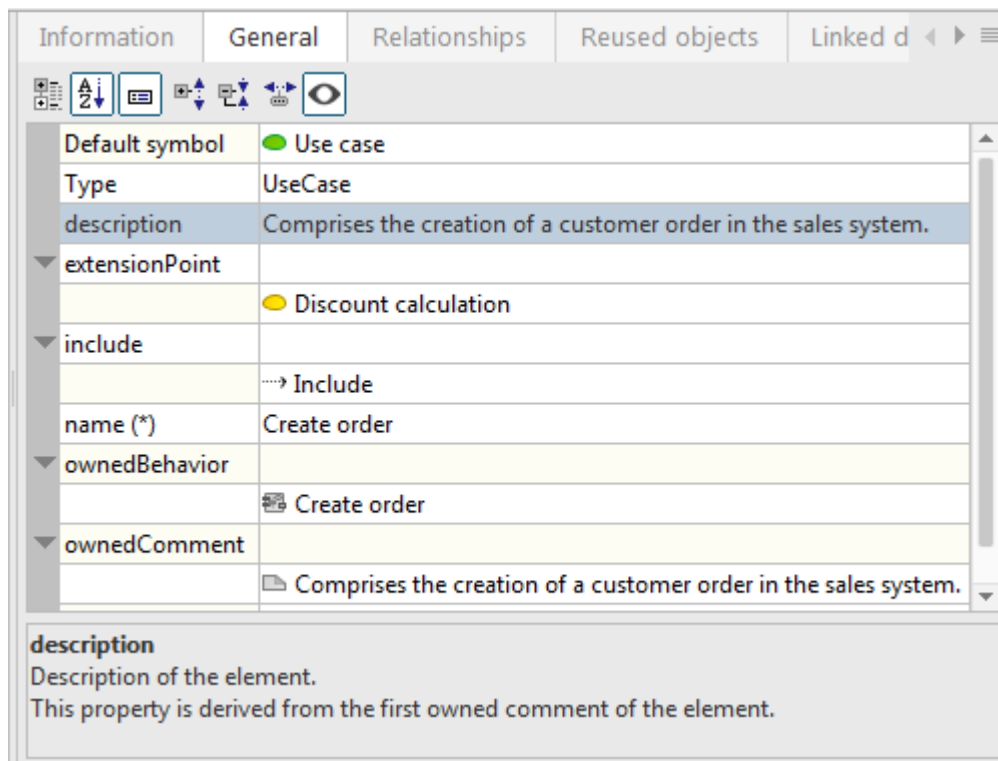 Information General Relationships Reused objects Linked d
Default symbol Use case
Type UseCase
description Comprises the creation of a customer order in the sales system.
extensionPoint
Discount calculation
include
Include
name (*) Create order
ownedBehavior
Create order
ownedComment
Comprises the creation of a customer order in the sales system.
description
Description of the element.
This property is derived from the first owned comment of the element.